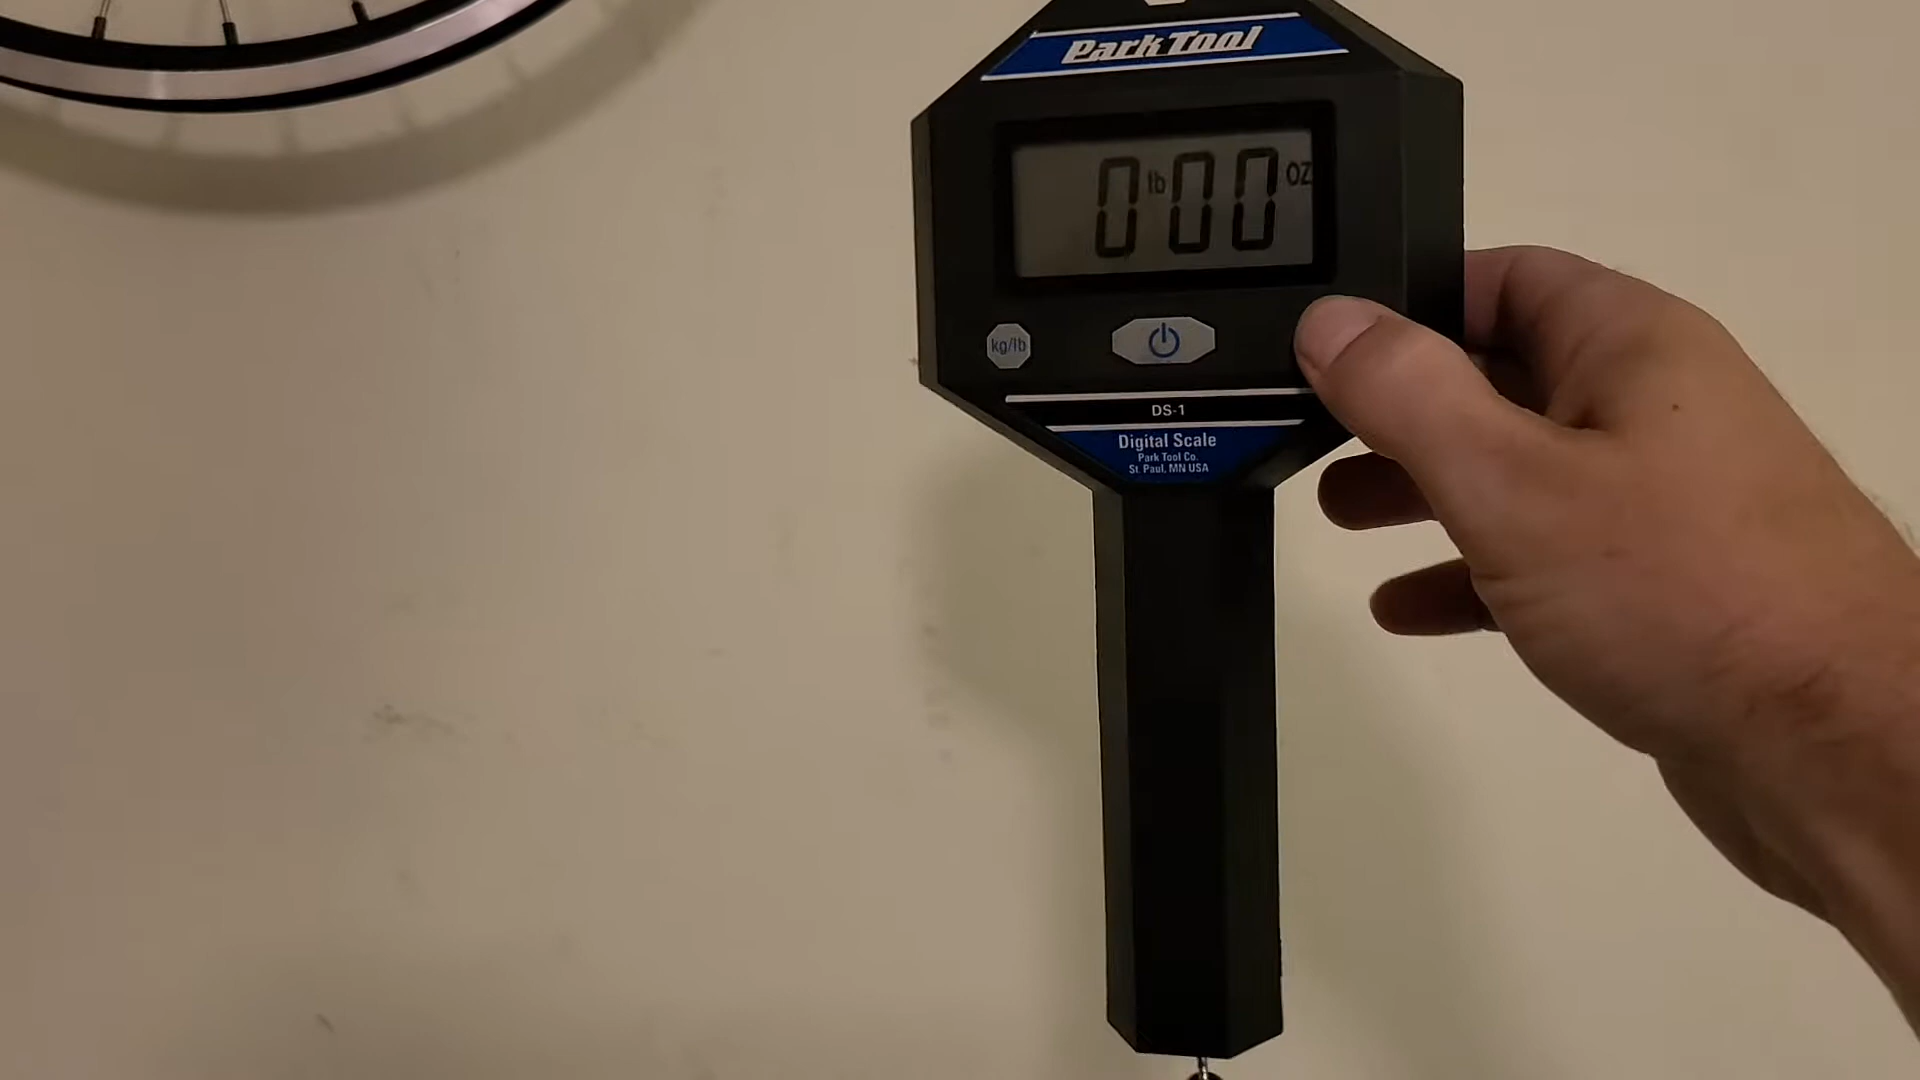 Park Tool
0 lb 00 oz
kg/lb
DS-1
Digital Scale
Park Tool Co.
St. Paul, MN USA